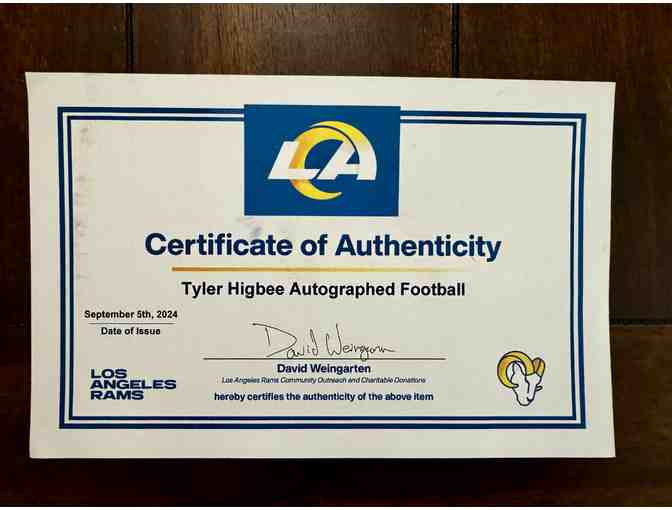 LA
Certificate of Authenticity
Tyler Higbee Autographed Football
September 5th, 2024
Date of Issue
David Weingarten
David Weingarten
Los Angeles Rams Community Outreach and Charitable Donations
hereby certifies the authenticity of the above item
LOS
ANGELES
RAMS